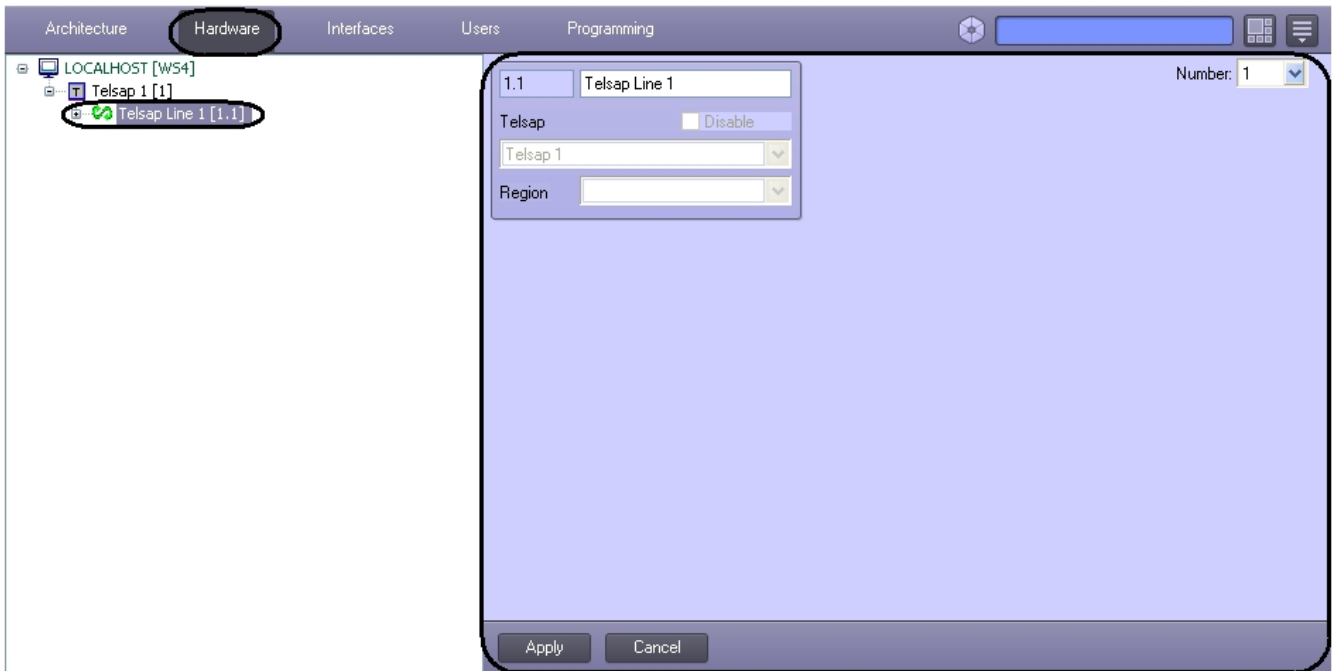 Architecture Hardware Interfaces Users Programming
LOCALHOST [WS4]
Telsap 1 [1]
Telsap Line 1 [1.1]
1.1 Telsap Line 1
Number: 1
Telsap Disable
Telsap 1
Region
Apply Cancel